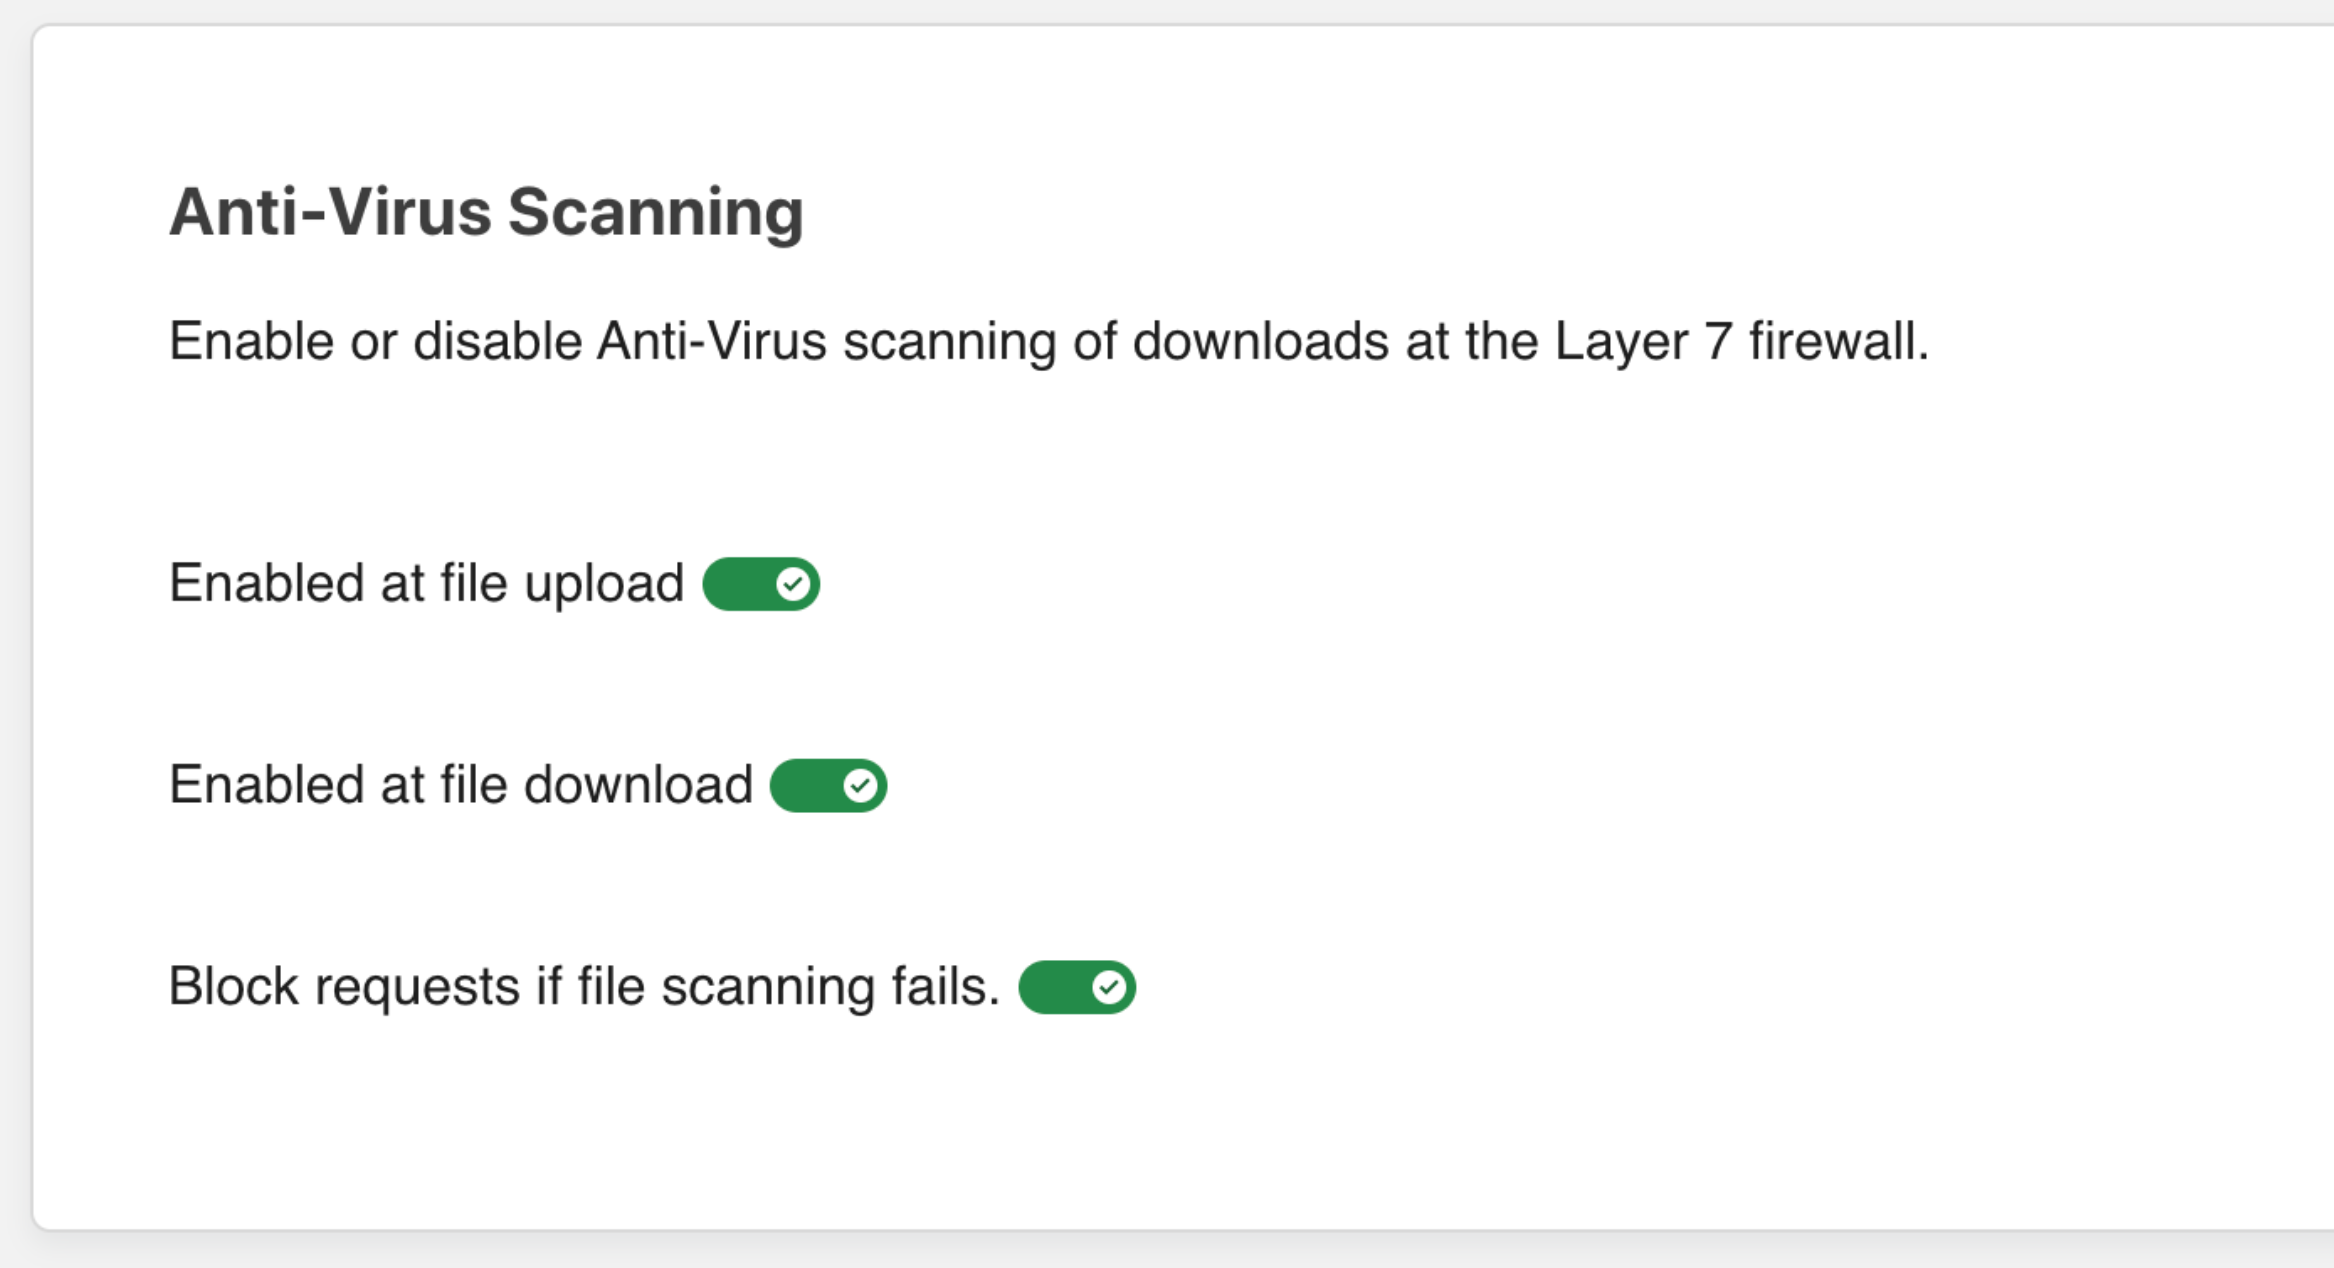 Anti-Virus Scanning
Enable or disable Anti-Virus scanning of downloads at the Layer 7 firewall.
Enabled at file upload
Enabled at file download
Block requests if file scanning fails.